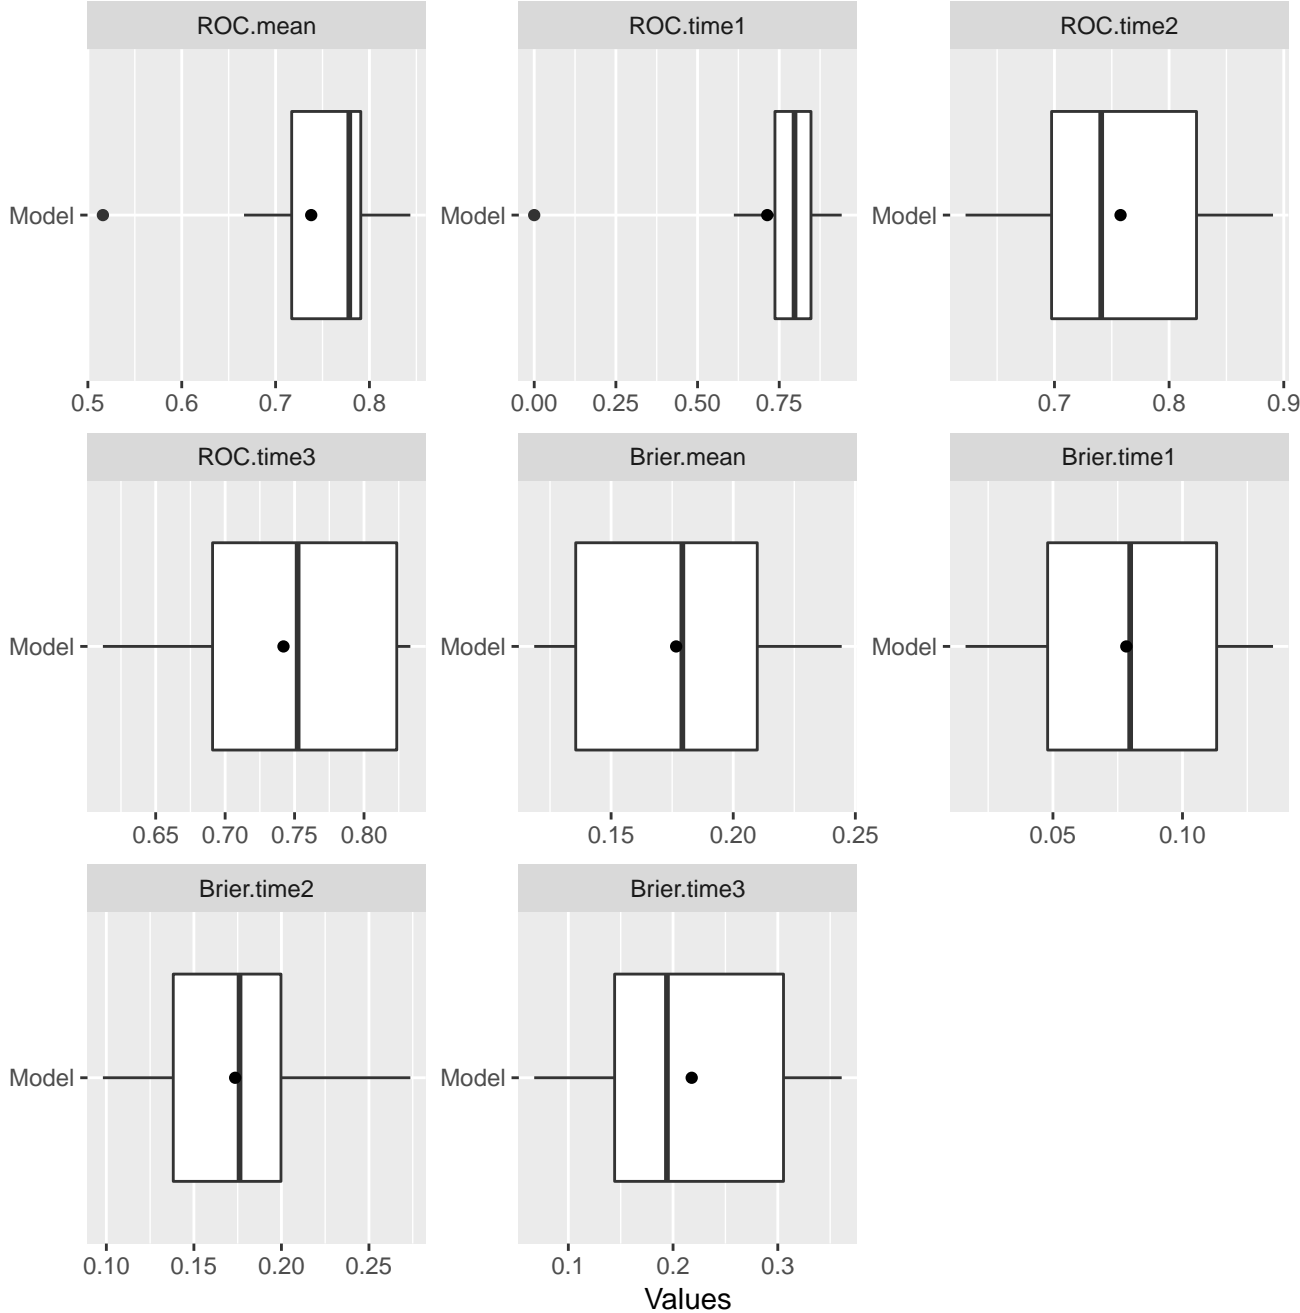 ROC.mean ROC.time1 ROC.time2
Model Model Model
0.5 0.6 0.7 0.8 0.00 0.25 0.50 0.75 0.7 0.8 0.9
ROC.time3 Brier.mean Brier.time1
Model Model Model
0.65 0.70 0.75 0.80 0.15 0.20 0.25 0.05 0.10
Brier.time2 Brier.time3
Model Model
0.10 0.15 0.20 0.25 0.1 0.2 0.3
Values